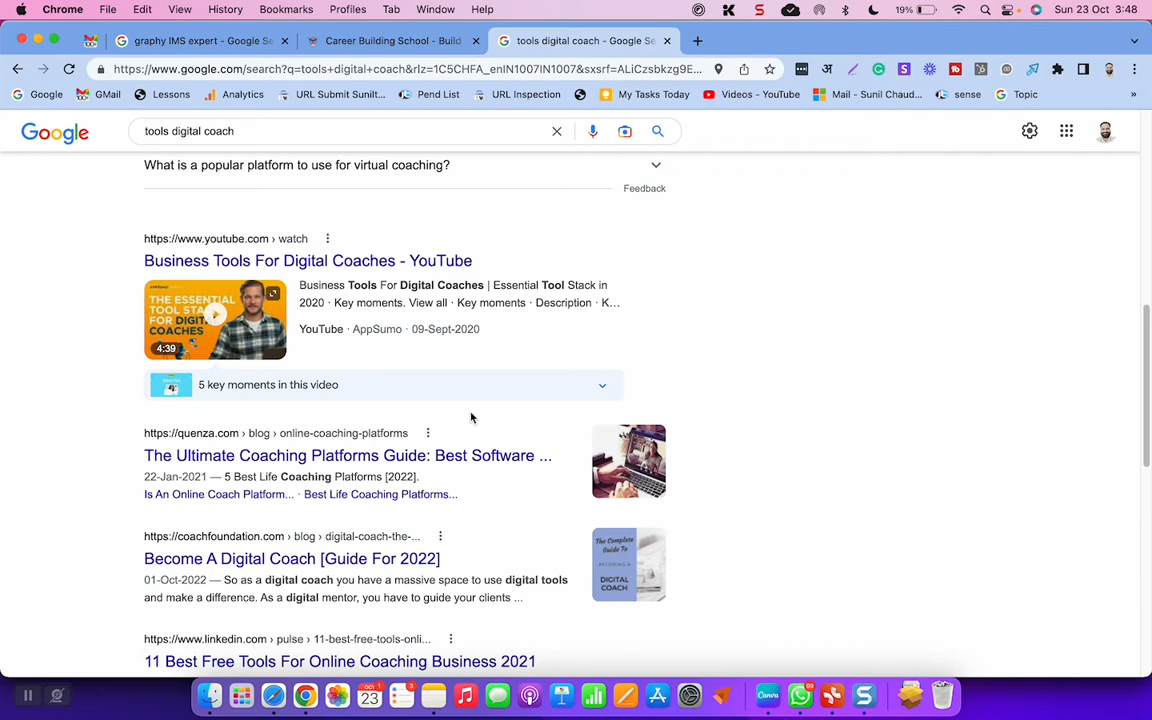 Chrome File Edit View History Bookmarks Profiles Tab Window Help 19% Sun 23 Oct 3:48
graphy IMS expert - Google Se
Career Building School - Build
tools digital coach - Google Se
https://www.google.com/search?q=tools+digital+coach&rlz=1C5CHFA_enIN1007IN1007&sxsrf=ALiCzsbkzg9E...
Google GMail Lessons Analytics URL Submit Sunilt... Pend List URL Inspection My Tasks Today Videos - YouTube Mail - Sunil Chaud... sense Topic »
Google tools digital coach
What is a popular platform to use for virtual coaching?
Feedback
https://www.youtube.com › watch
Business Tools For Digital Coaches - YouTube
THE ESSENTIAL
TOOL STACK
FOR DIGITAL
COACHES
4:39
Business Tools For Digital Coaches | Essential Tool Stack in
2020 · Key moments. View all · Key moments · Description · K...
YouTube · AppSumo · 09-Sept-2020
5 key moments in this video
https://quenza.com › blog › online-coaching-platforms
The Ultimate Coaching Platforms Guide: Best Software ...
22-Jan-2021 — 5 Best Life Coaching Platforms [2022].
Is An Online Coach Platform... · Best Life Coaching Platforms...
https://coachfoundation.com › blog › digital-coach-the-...
Become A Digital Coach [Guide For 2022]
01-Oct-2022 — So as a digital coach you have a massive space to use digital tools
and make a difference. As a digital mentor, you have to guide your clients ...
The Complete
Guide To
BECOMING A
DIGITAL
COACH
https://www.linkedin.com › pulse › 11-best-free-tools-onli...
11 Best Free Tools For Online Coaching Business 2021
OCT
23
Canva